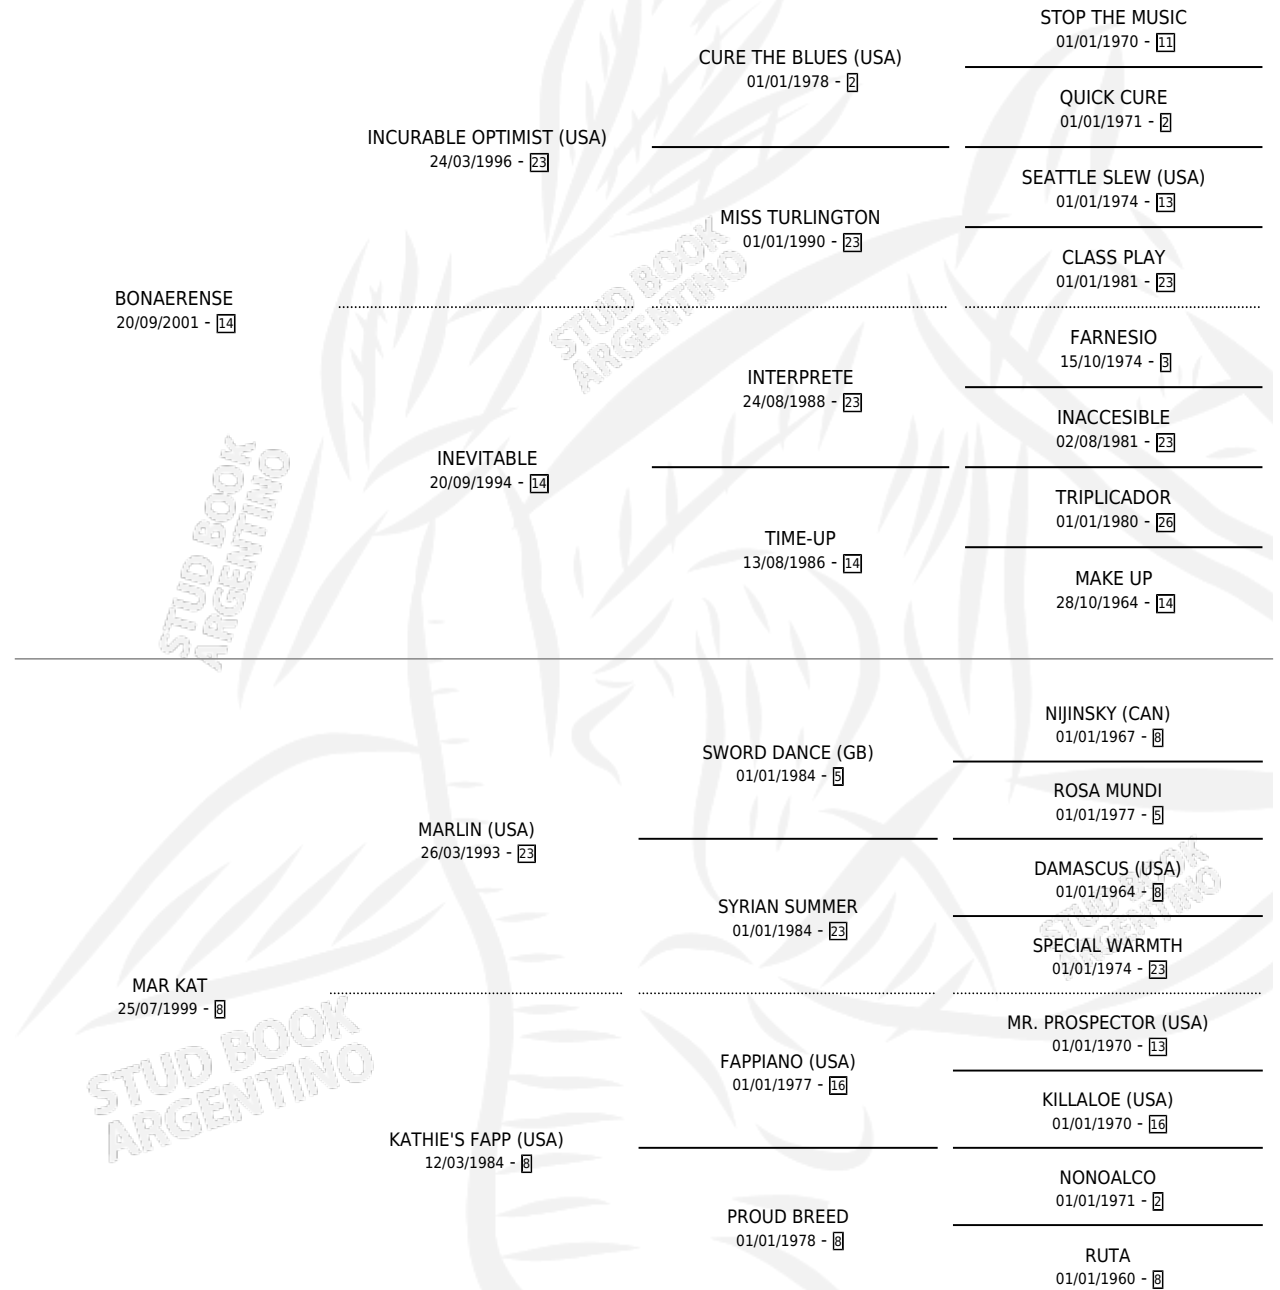 STOP THE MUSIC
01/01/1970 - 11
CURE THE BLUES (USA)
01/01/1978 - 2
QUICK CURE
01/01/1971 - 2
INCURABLE OPTIMIST (USA)
24/03/1996 - 23
SEATTLE SLEW (USA)
01/01/1974 - 13
MISS TURLINGTON
01/01/1990 - 23
CLASS PLAY
01/01/1981 - 23
BONAERENSE
20/09/2001 - 14
FARNESIO
15/10/1974 - 3
INTERPRETE
24/08/1988 - 23
INACCESIBLE
02/08/1981 - 23
INEVITABLE
20/09/1994 - 14
TRIPLICADOR
01/01/1980 - 26
TIME-UP
13/08/1986 - 14
MAKE UP
28/10/1964 - 14
NIJINSKY (CAN)
01/01/1967 - 8
SWORD DANCE (GB)
01/01/1984 - 5
ROSA MUNDI
01/01/1977 - 5
MARLIN (USA)
26/03/1993 - 23
DAMASCUS (USA)
01/01/1964 - 8
SYRIAN SUMMER
01/01/1984 - 23
SPECIAL WARMTH
01/01/1974 - 23
MAR KAT
25/07/1999 - 8
MR. PROSPECTOR (USA)
01/01/1970 - 13
FAPPIANO (USA)
01/01/1977 - 16
KILLALOE (USA)
01/01/1970 - 16
KATHIE'S FAPP (USA)
12/03/1984 - 8
NONOALCO
01/01/1971 - 2
PROUD BREED
01/01/1978 - 8
RUTA
01/01/1960 - 8
STUD BOOK
ARGENTINO
STUD BOOK
ARGENTINO
STUD BOOK
ARGENTINO
STUD BOOK
ARGENTINO